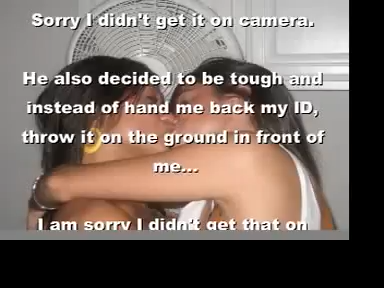 Sorry I didn't get it on camera.
He also decided to be tough and
instead of hand me back my ID,
throw it on the ground in front of
me...
I am sorry I didn't get that on